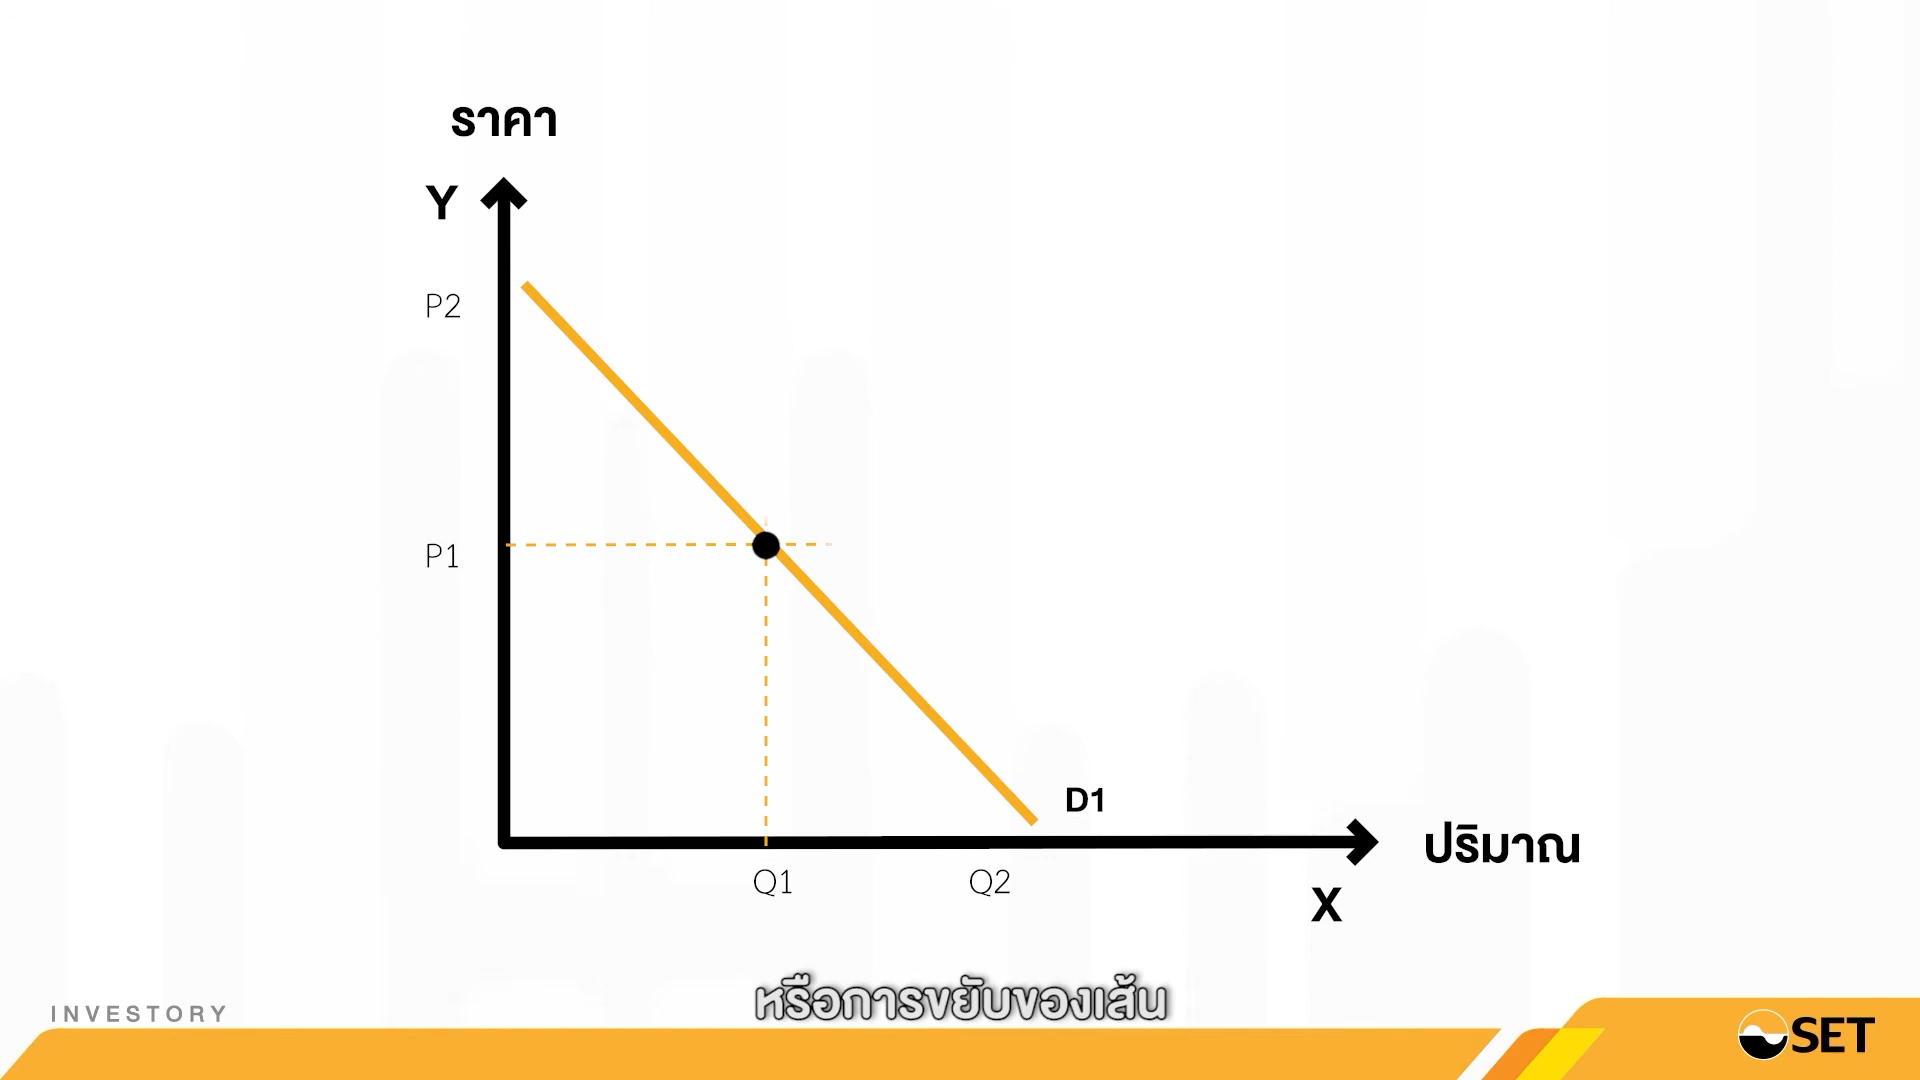 ราคา
Y
P2
P1
D1
Q1
Q2
ปริมาณ
X
หรือการขยับของเส้น
INVESTORY
SET